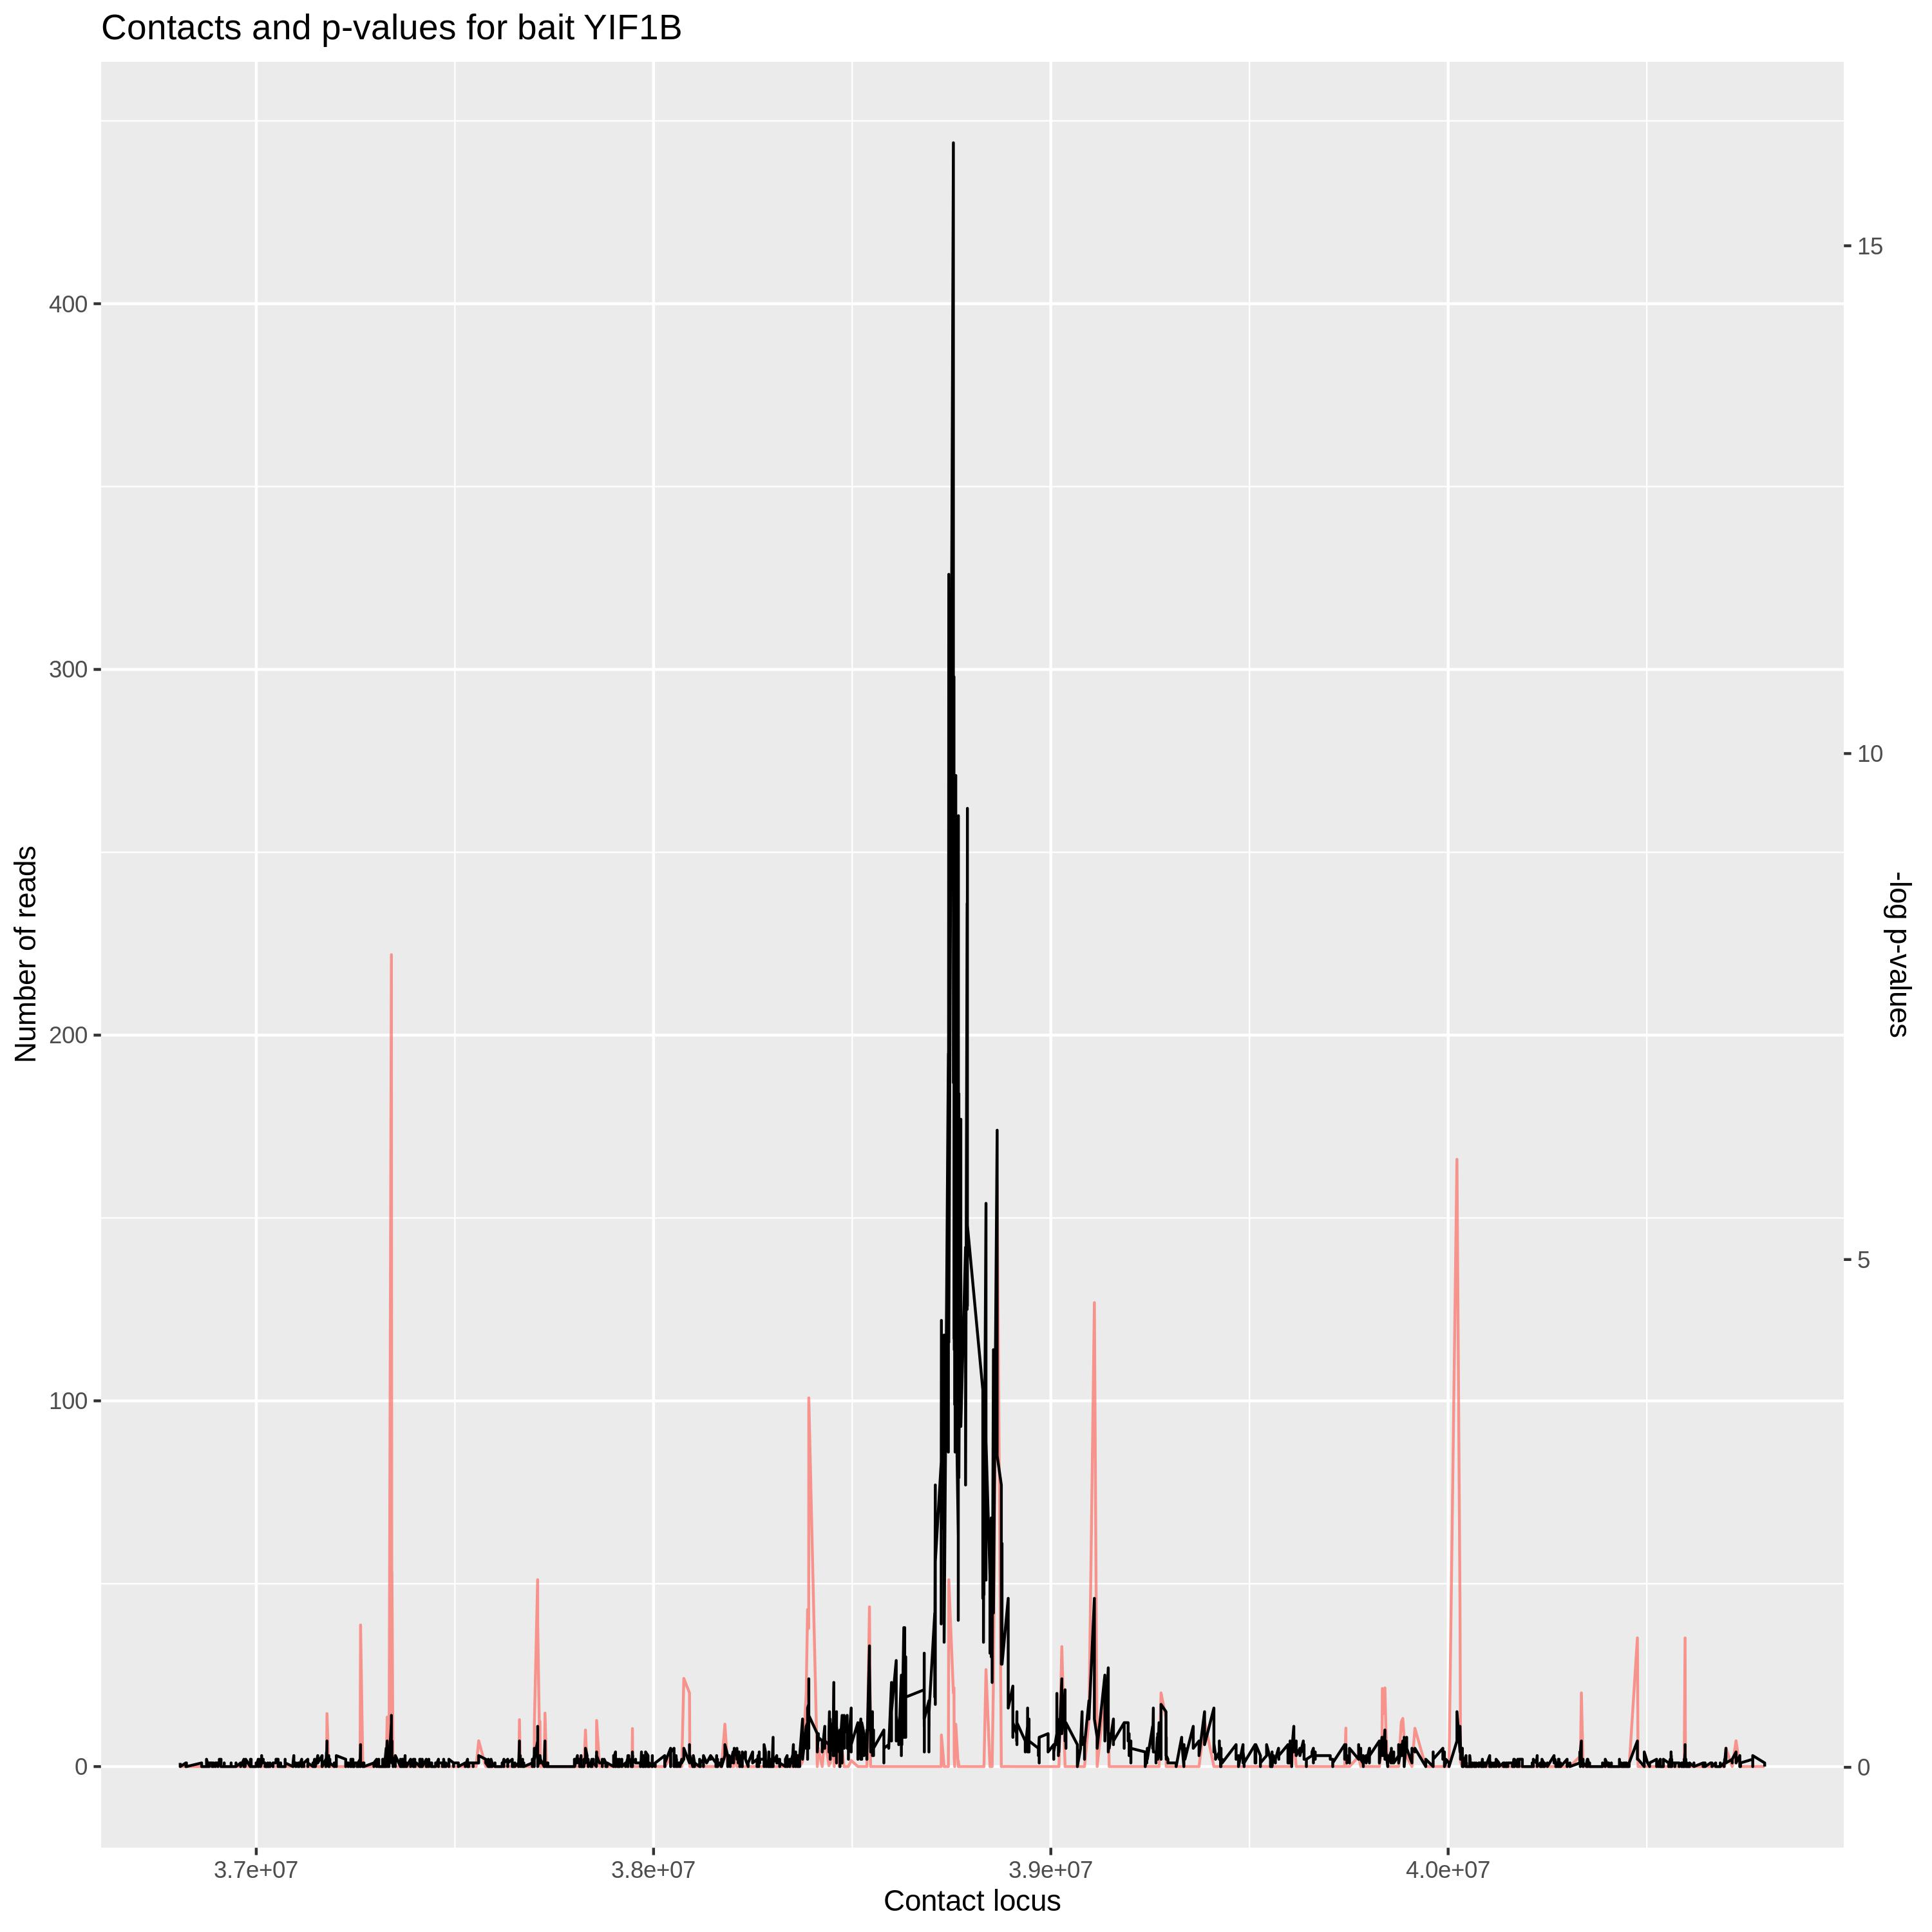 Contacts and p-values for bait YIF1B
Number of reads
400
300
200
100
0
15
10
5
0
-log p-values
3.7e+07 3.8e+07 3.9e+07 4.0e+07
Contact locus